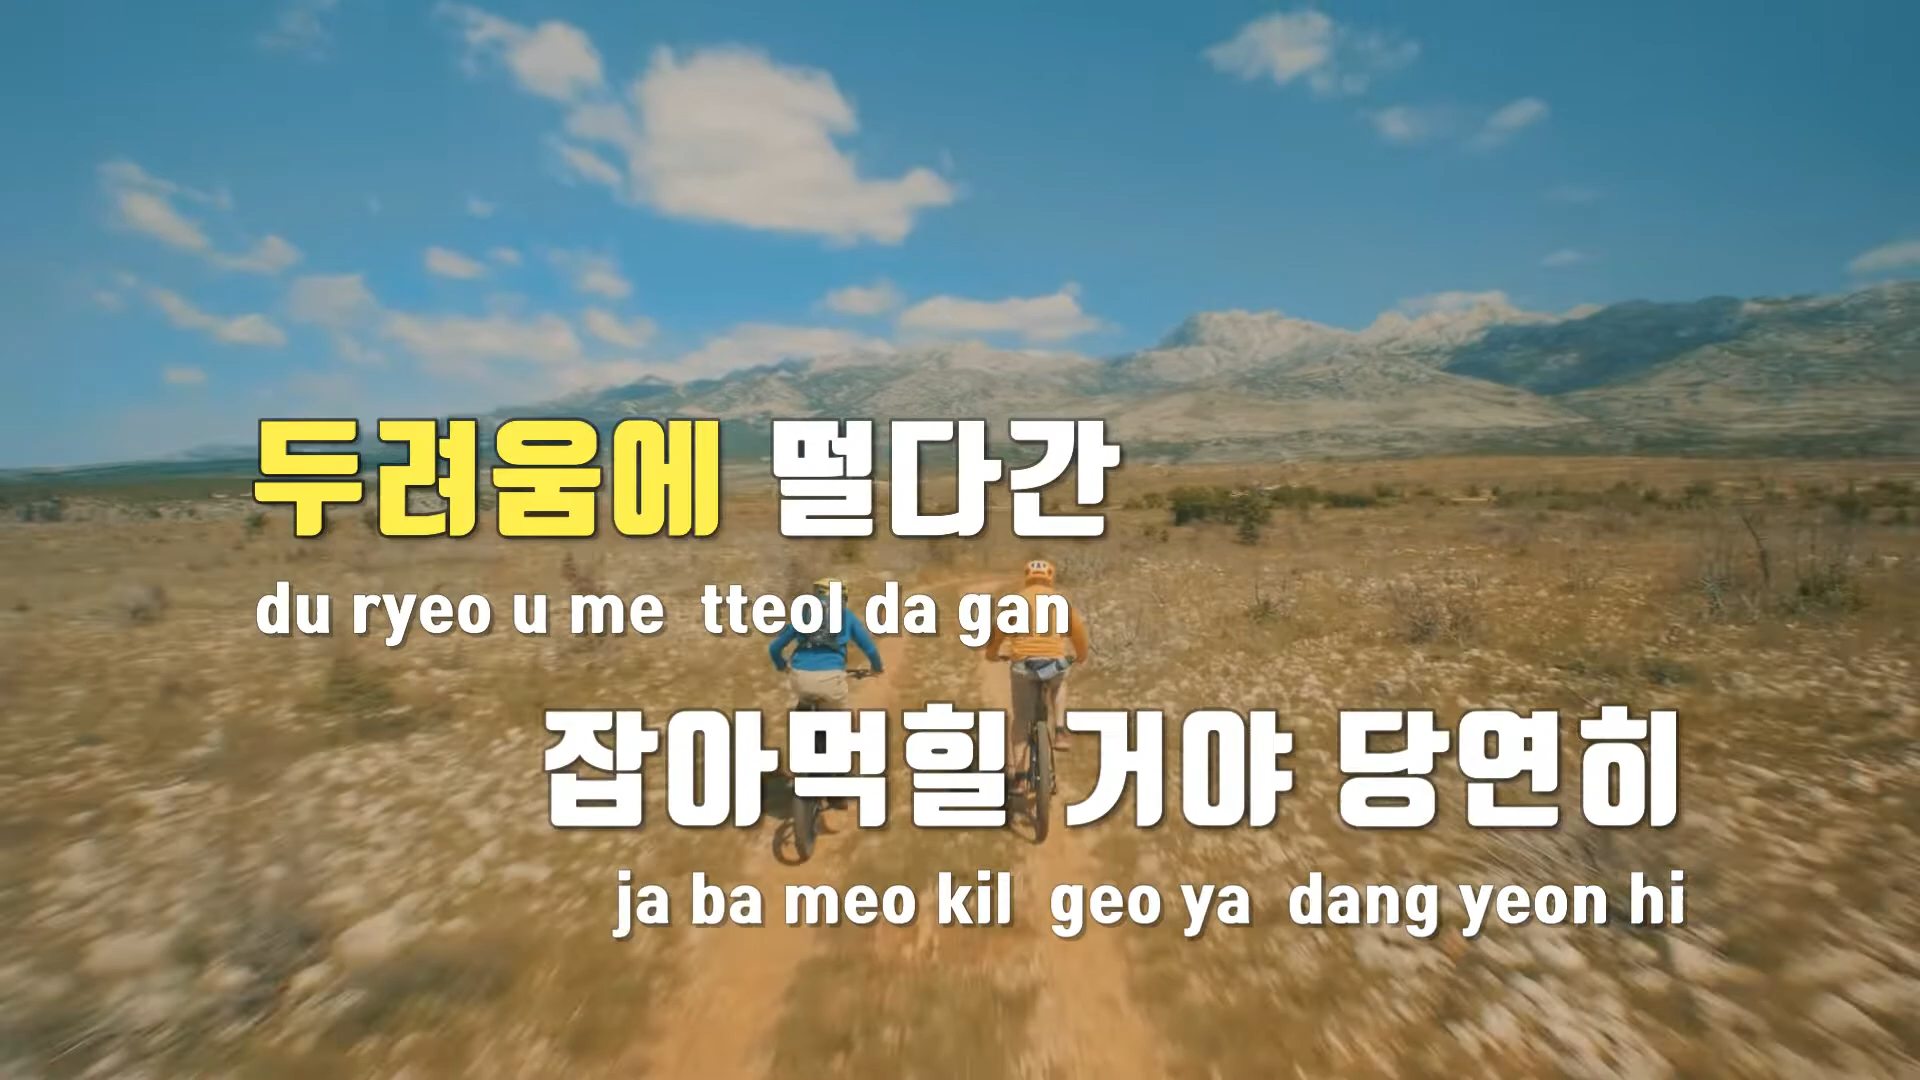 두려움에 떨다간
du ryeo u me tteol da gan
잡아먹힐 거야 당연히
ja ba meo kil geo ya dang yeon hi